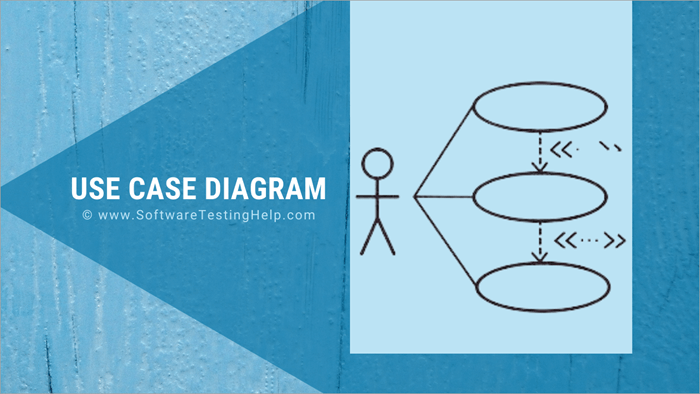 USE CASE DIAGRAM
© www.SoftwareTestingHelp.com
<<· ··>>
<<···>>